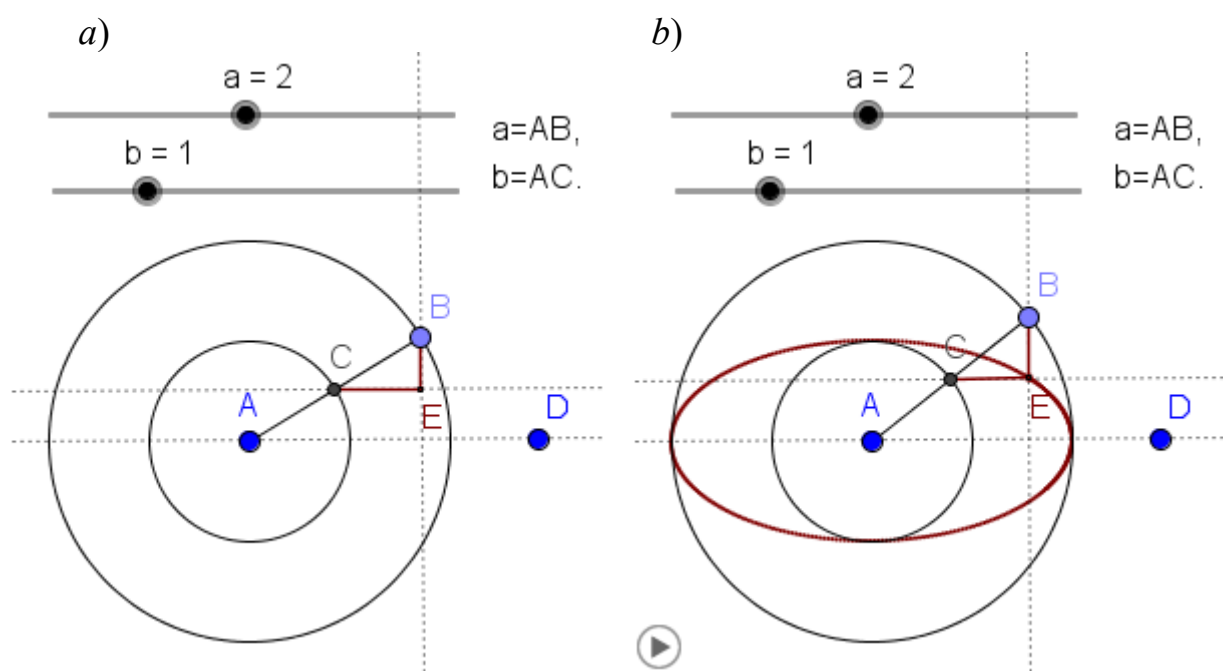 a)
a = 2
b = 1
a=AB,
b=AC.
B
C
A
E
D
b)
a = 2
b = 1
a=AB,
b=AC.
B
C
A
E
D